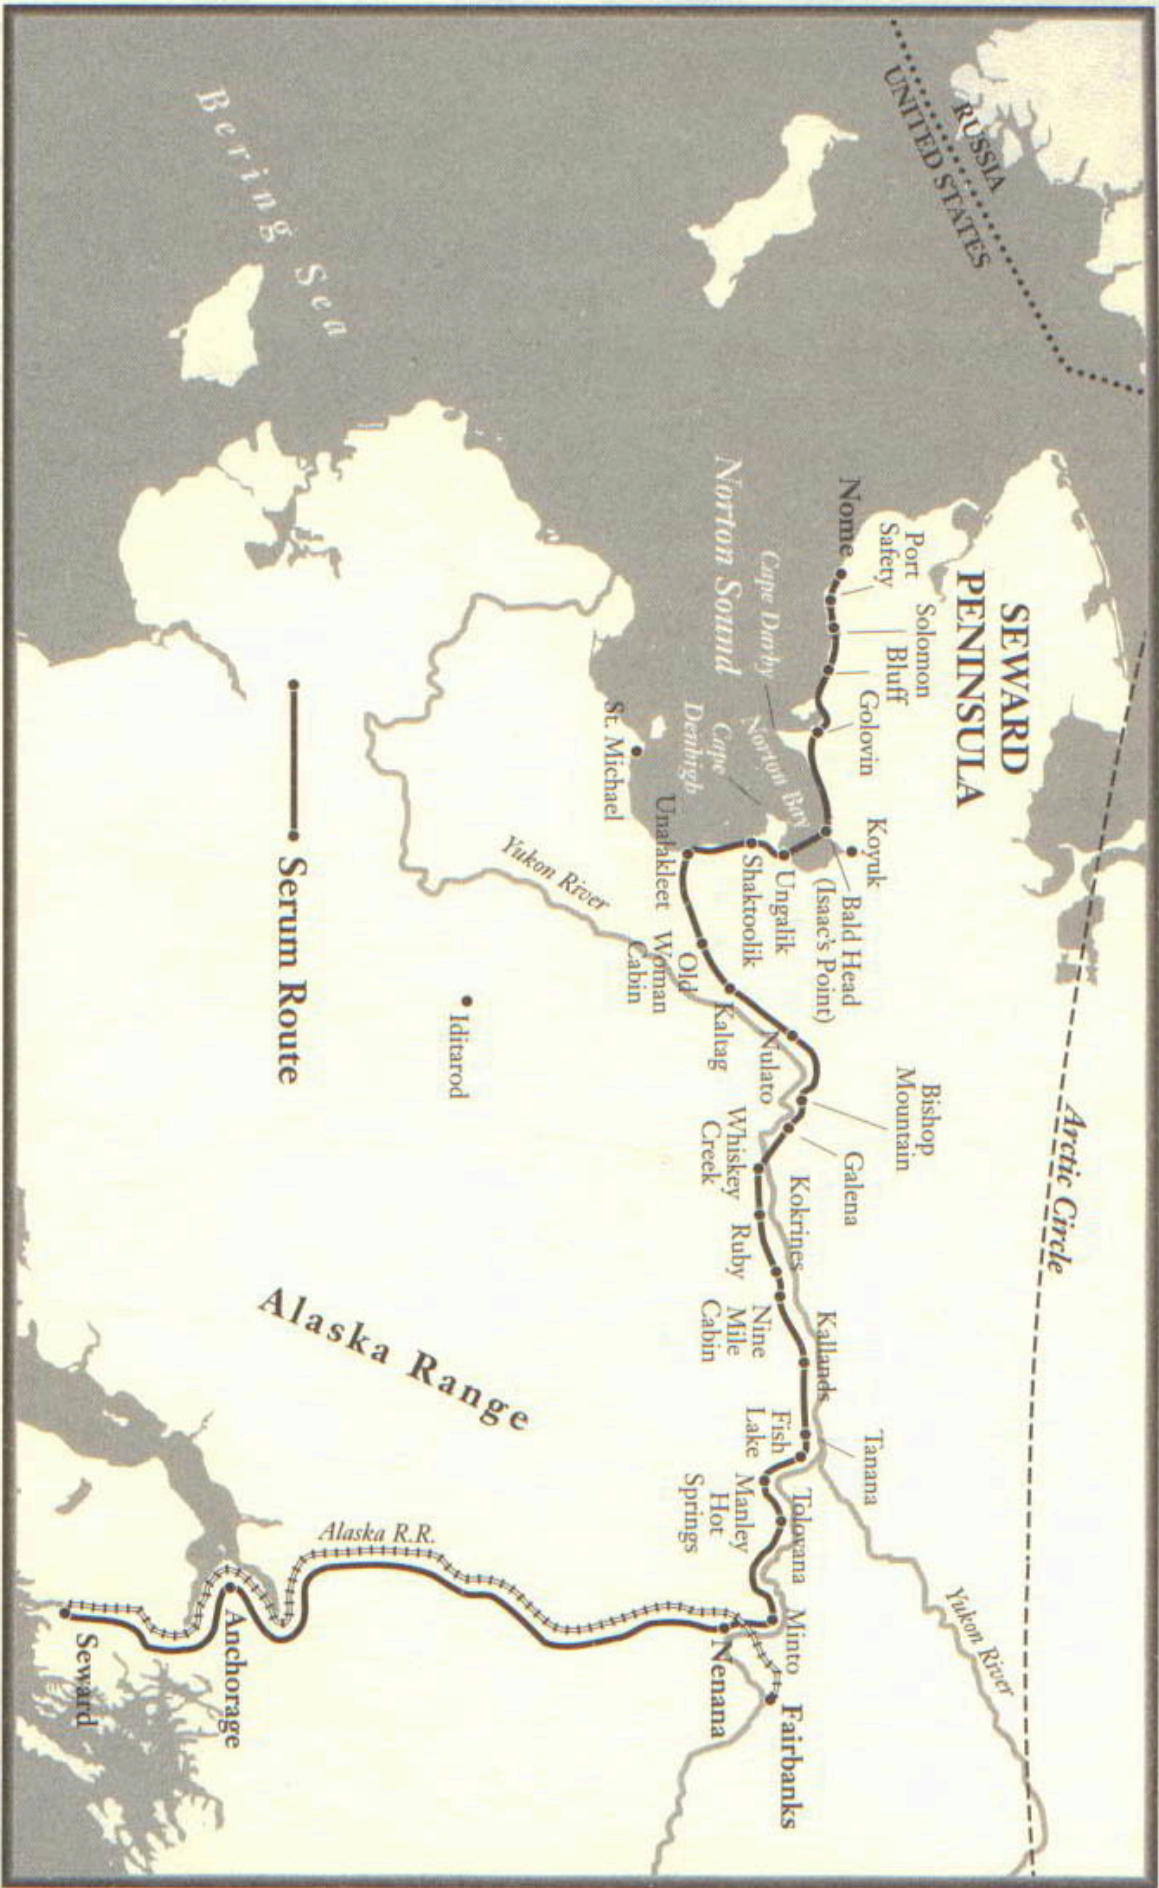 RUSSIA
UNITED STATES
Arctic Circle
SEWARD
PENINSULA
Bering Sea
Nome
Port
Safety
Solomon
Bluff
Golovin
Koyuk
Bald Head
(Isaac's Point)
Cape Darby
Norton Sound
Norton Bay
Cape
Denbigh
Ungalik
Shaktoolik
Unalakleet
St. Michael
Old
Woman
Cabin
Kaltag
Nulato
Bishop
Mountain
Galena
Whiskey
Creek
Kokrines
Ruby
Nine
Mile
Cabin
Kallands
Tanana
Fish
Lake
Manley
Hot
Springs
Tolovana
Minto
Fairbanks
Nenana
Yukon River
Yukon River
Iditarod
Alaska Range
Alaska R.R.
Anchorage
Seward
Serum Route